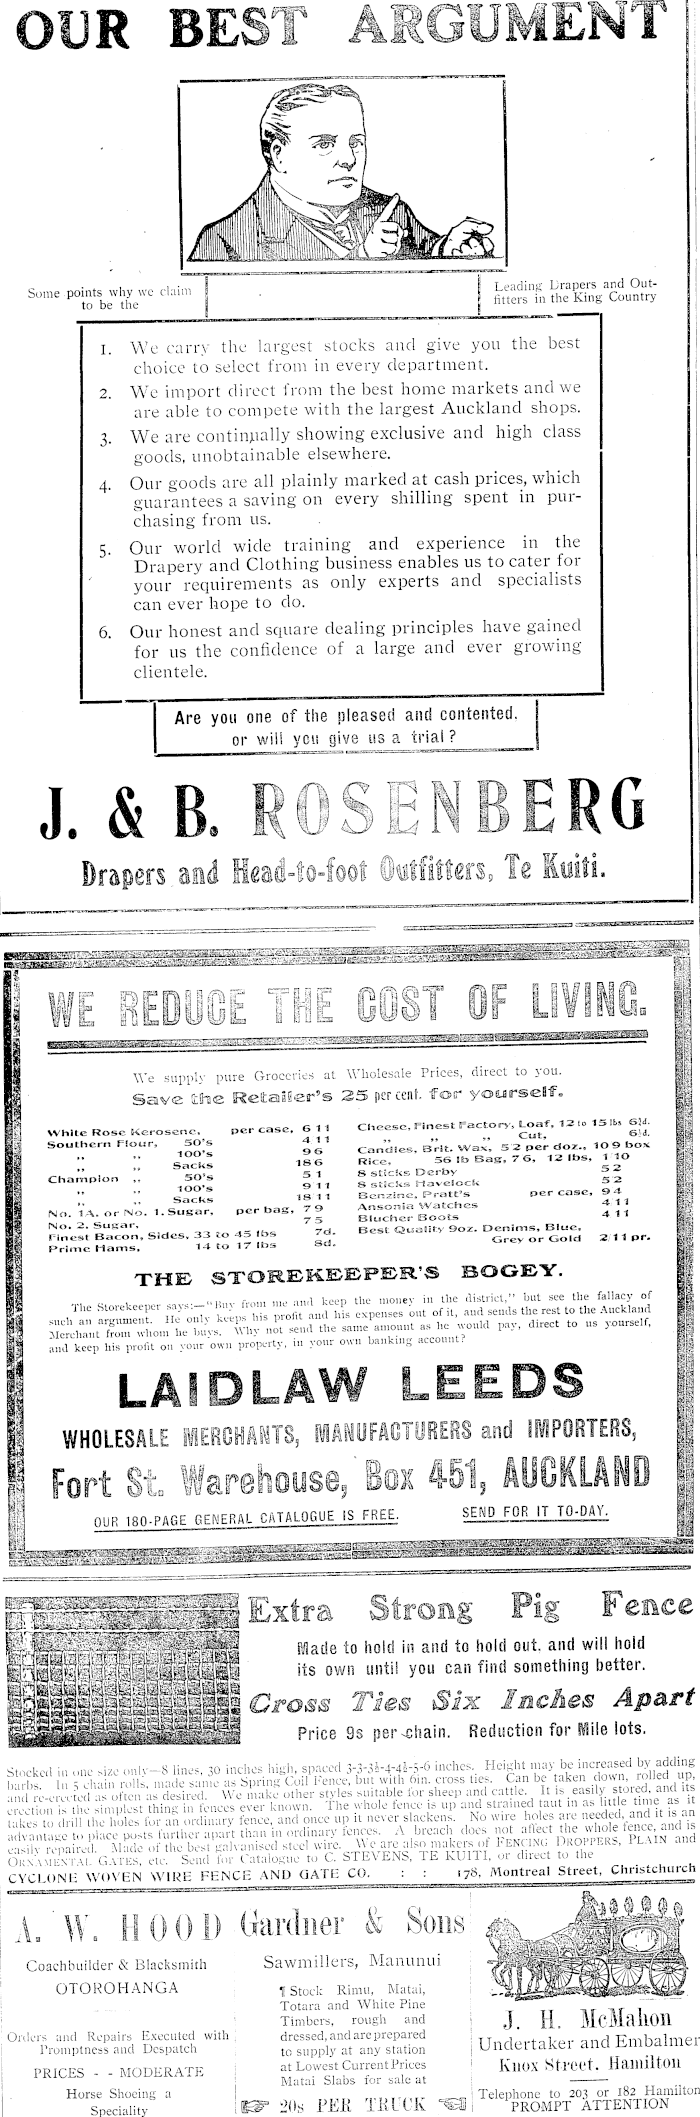 OUR BEST ARGUMENT
Some points why we claim
to be the
Leading Drapers and Out-
fitters in the King Country
1. We carry the largest stocks and give you the best
choice to select from in every department.
2. We import direct from the best home markets and we
are able to compete with the largest Auckland shops.
3. We are continually showing exclusive and high class
goods, unobtainable elsewhere.
4. Our goods are all plainly marked at cash prices, which
guarantees a saving on every shilling spent in pur-
chasing from us.
5. Our world wide training and experience in the
Drapery and Clothing business enables us to cater for
your requirements as only experts and specialists
can ever hope to do.
6. Our honest and square dealing principles have gained
for us the confidence of a large and ever growing
clientele.
Are you one of the pleased and contented,
or will you give us a trial?
J. & B. ROSENBERG
Drapers and Head-to-foot Outfitters, Te Kuiti.
WE REDUCE THE COST OF LIVING.
We supply pure Groceries at Wholesale Prices, direct to you.
Save the Retailer's 25 per cent. for yourself.
White Rose Kerosene, per case, 6 11
Southern Flour, 50's 4 11
" " 100's 9 6
" " Sacks 18 6
Champion " 50's 5 1
" " 100's 9 11
" " Sacks 18 11
No. 1A. or No. 1. Sugar, per bag, 7 9
No. 2. Sugar, 7 5
Finest Bacon, Sides, 33 to 45 lbs 7d.
Prime Hams, 14 to 17 lbs 8d.
Cheese, Finest Factory, Loaf, 12 to 15 lbs 6½d.
" " " Cut, 6½d.
Candles, Brit. Wax, 5 2 per doz., 10 9 box
Rice, 56 lb Bag, 7 6, 12 lbs, 1 10
8 sticks Derby 5 2
8 sticks Havelock 5 2
Benzine, Pratt's per case, 9 4
Ansonia Watches 4 11
Blucher Boots 4 11
Best Quality 9oz. Denims, Blue,
Grey or Gold 2 11 pr.
THE STOREKEEPER'S BOGEY.
The Storekeeper says:—"Buy from me and keep the money in the district," but see the fallacy of
such an argument. He only keeps his profit and his expenses out of it, and sends the rest to the Auckland
Merchant from whom he buys. Why not send the same amount as he would pay, direct to us yourself,
and keep his profit on your own property, in your own banking account?
LAIDLAW LEEDS
WHOLESALE MERCHANTS, MANUFACTURERS and IMPORTERS,
Fort St. Warehouse, Box 451, AUCKLAND
OUR 180-PAGE GENERAL CATALOGUE IS FREE. SEND FOR IT TO-DAY.
Extra Strong Pig Fence
Made to hold in and to hold out, and will hold
its own until you can find something better.
Cross Ties Six Inches Apart
Price 9s per chain. Reduction for Mile lots.
Stocked in one size only—8 lines, 30 inches high, spaced 3-3-3½-4-4½-5-6 inches. Height may be increased by adding
barbs. In 5 chain rolls, made same as Spring Coil Fence, but with 6in. cross ties. Can be taken down, rolled up,
and re-erected as often as desired. We make other styles suitable for sheep and cattle. It is easily stored, and its
erection is the simplest thing in fences ever known. The whole fence is up and strained taut in as little time as it
takes to drill the holes for an ordinary fence, and once up it never slackens. No wire holes are needed, and it is an
advantage to place posts further apart than in ordinary fences. A breach does not affect the whole fence, and is
easily repaired. Made of the best galvanised steel wire. We are also makers of FENCING DROPPERS, PLAIN and
ORNAMENTAL GATES, etc. Send for Catalogue to C. STEVENS, TE KUITI, or direct to the
CYCLONE WOVEN WIRE FENCE AND GATE CO. : : 178, Montreal Street, Christchurch
A. W. HOOD
Coachbuilder & Blacksmith
OTOROHANGA
Orders and Repairs Executed with
Promptness and Despatch
PRICES - - MODERATE
Horse Shoeing a
Speciality
Gardner & Sons
Sawmillers, Manunui
¶ Stock Rimu, Matai,
Totara and White Pine
Timbers, rough and
dressed, and are prepared
to supply at any station
at Lowest Current Prices
Matai Slabs for sale at
20s PER TRUCK
J. H. McMahon
Undertaker and Embalmer
Knox Street, Hamilton
Telephone to 203 or 182 Hamilton
PROMPT ATTENTION